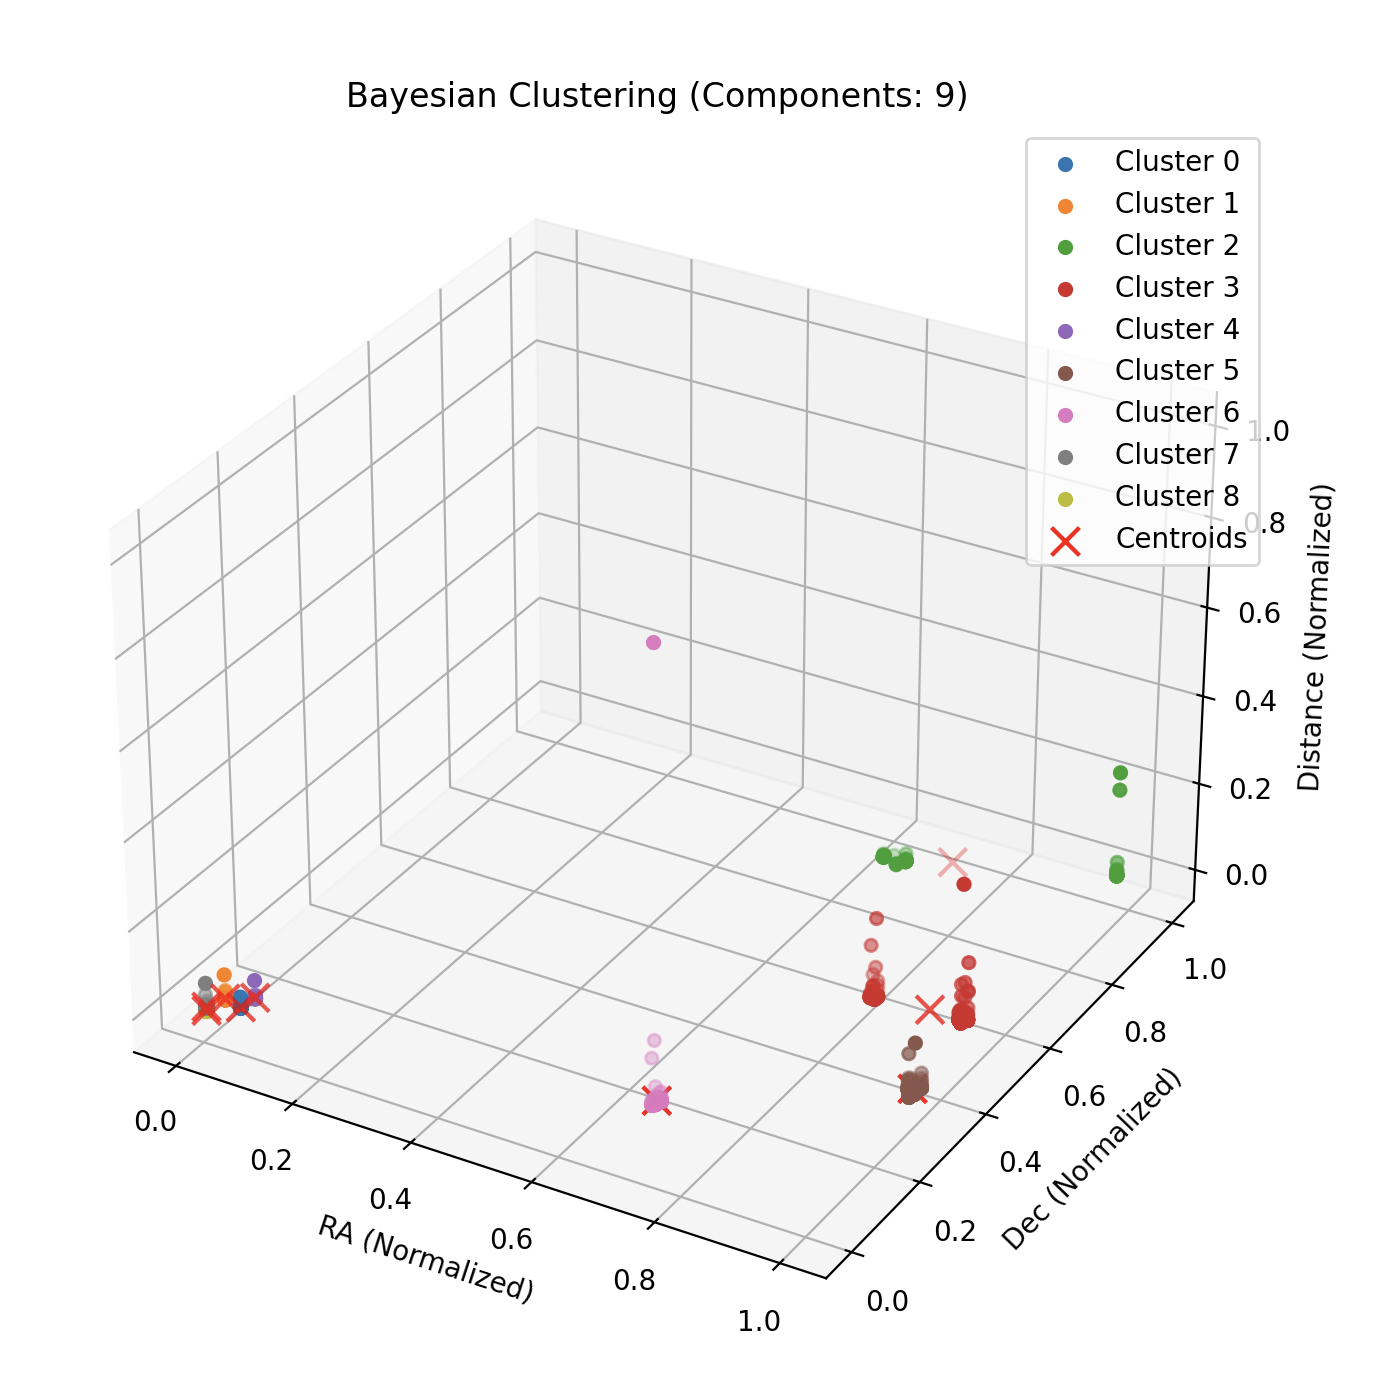 Bayesian Clustering (Components: 9)
Cluster 0
Cluster 1
Cluster 2
Cluster 3
Cluster 4
Cluster 5
Cluster 6
Cluster 7
Cluster 8
Centroids
1.0
0.8
0.6
0.4
0.2
0.0
Distance (Normalized)
0.0
0.2
0.4
0.6
0.8
1.0
RA (Normalized)
0.0
0.2
0.4
0.6
0.8
1.0
Dec (Normalized)